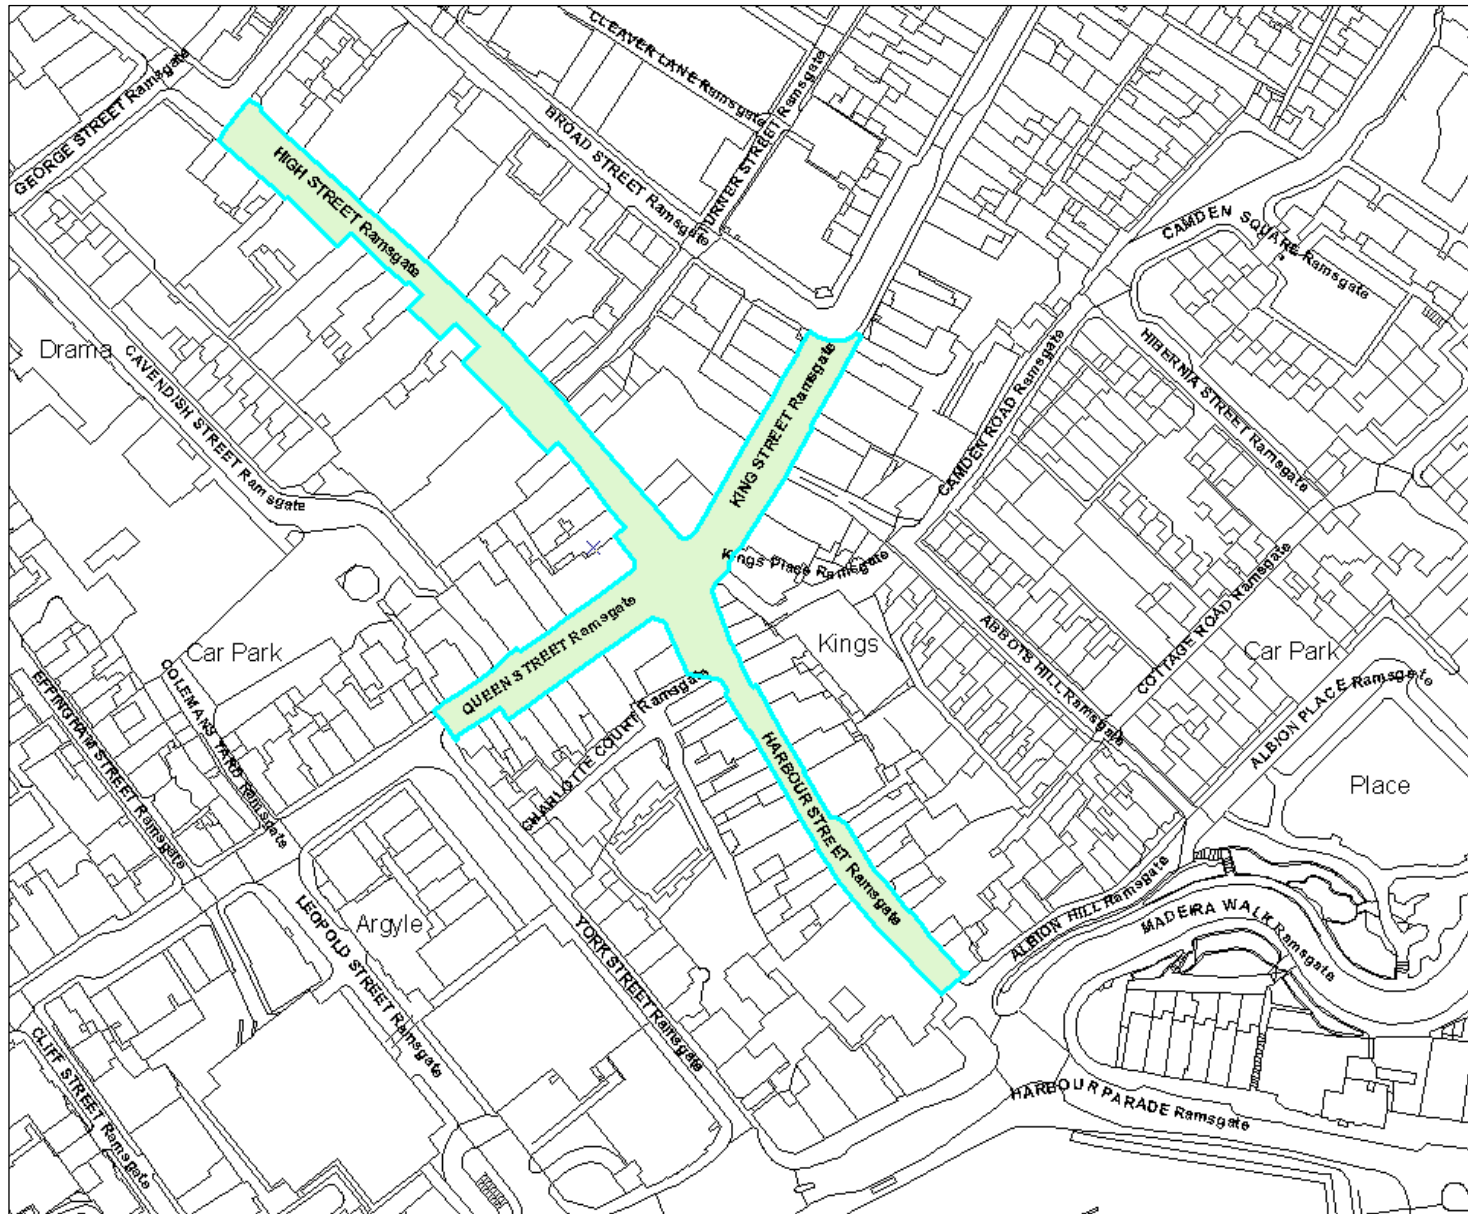 CLEAVER LANE Ramsgate
GEORGE STREET Ramsgate
BROAD STREET Ramsgate
TURNER STREET Ramsgate
HIGH STREET Ramsgate
CAMDEN SQUARE Ramsgate
Drama
CAVENDISH STREET Ramsgate
KING STREET Ramsgate
CAMDEN ROAD Ramsgate
HIBERNIA STREET Ramsgate
Kings Place Ramsgate
QUEEN STREET Ramsgate
Kings
ABBOTS HILL Ramsgate
COTTAGE ROAD Ramsgate
Car Park
Car Park
EFFINGHAM STREET Ramsgate
COLEMANS YARD Ramsgate
CHARLOTTE COURT Ramsgate
ALBION PLACE Ramsgate
Place
HARBOUR STREET Ramsgate
Argyle
LEOPOLD STREET Ramsgate
YORK STREET Ramsgate
ALBION HILL Ramsgate
MADEIRA WALK Ramsgate
CLIFF STREET Ramsgate
HARBOUR PARADE Ramsgate